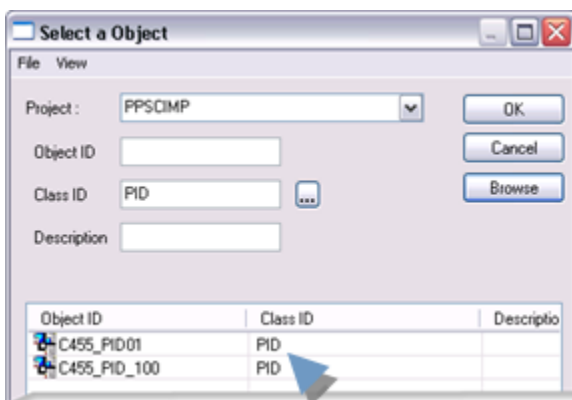 Select a Object
File View
Project : PPSCIMP OK
Object ID Cancel
Class ID PID ... Browse
Description
Object ID Class ID Descriptio
C455_PID01 PID
C455_PID_100 PID